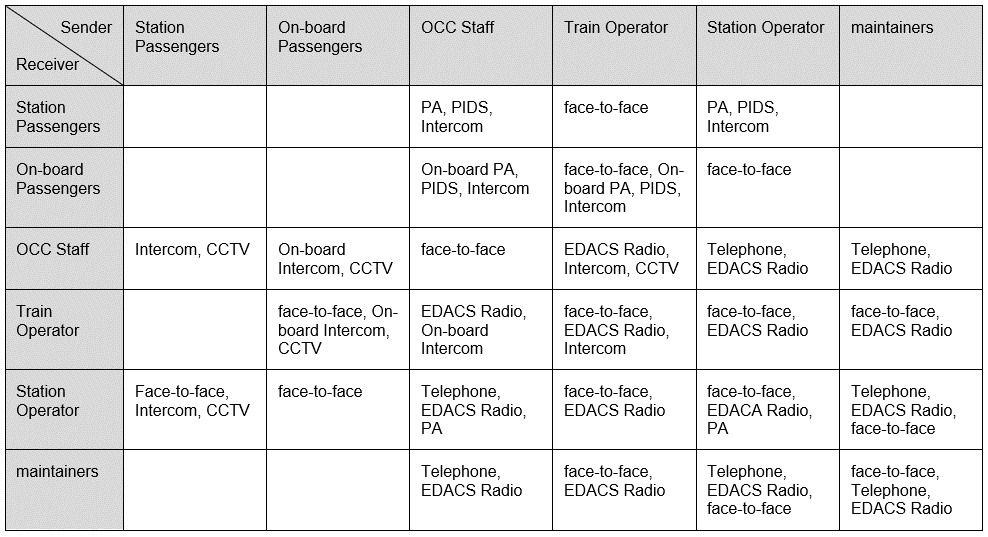 Sender
Receiver
Station
Passengers
On-board
Passengers
OCC Staff
Train Operator
Station Operator
maintainers
Station
Passengers
PA, PIDS,
Intercom
face-to-face
PA, PIDS,
Intercom
On-board
Passengers
On-board PA,
PIDS, Intercom
face-to-face, On-
board PA, PIDS,
Intercom
face-to-face
OCC Staff
Intercom, CCTV
On-board
Intercom, CCTV
face-to-face
EDACS Radio,
Intercom, CCTV
Telephone,
EDACS Radio
Telephone,
EDACS Radio
Train
Operator
face-to-face, On-
board Intercom,
CCTV
EDACS Radio,
On-board
Intercom
face-to-face,
EDACS Radio,
Intercom
face-to-face,
EDACS Radio
face-to-face,
EDACS Radio
Station
Operator
Face-to-face,
Intercom, CCTV
face-to-face
Telephone,
EDACS Radio,
PA
face-to-face,
EDACS Radio
face-to-face,
EDACA Radio,
PA
Telephone,
EDACS Radio,
face-to-face
maintainers
Telephone,
EDACS Radio
face-to-face,
EDACS Radio
Telephone,
EDACS Radio,
face-to-face
face-to-face,
Telephone,
EDACS Radio